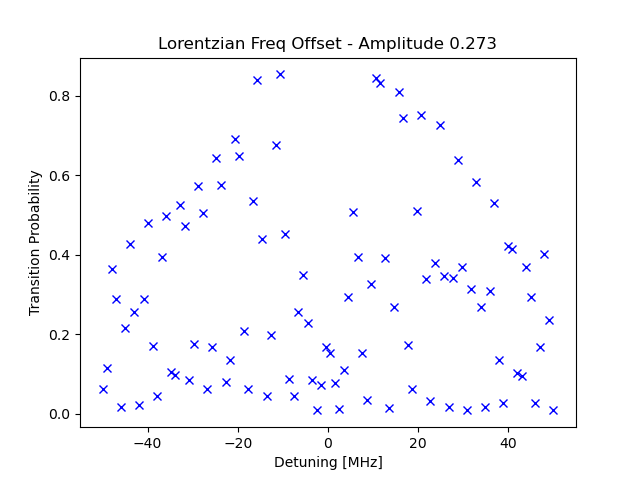 Lorentzian Freq Offset - Amplitude 0.273
Transition Probability
0.8
0.6
0.4
0.2
0.0
−40 −20 0 20 40
Detuning [MHz]